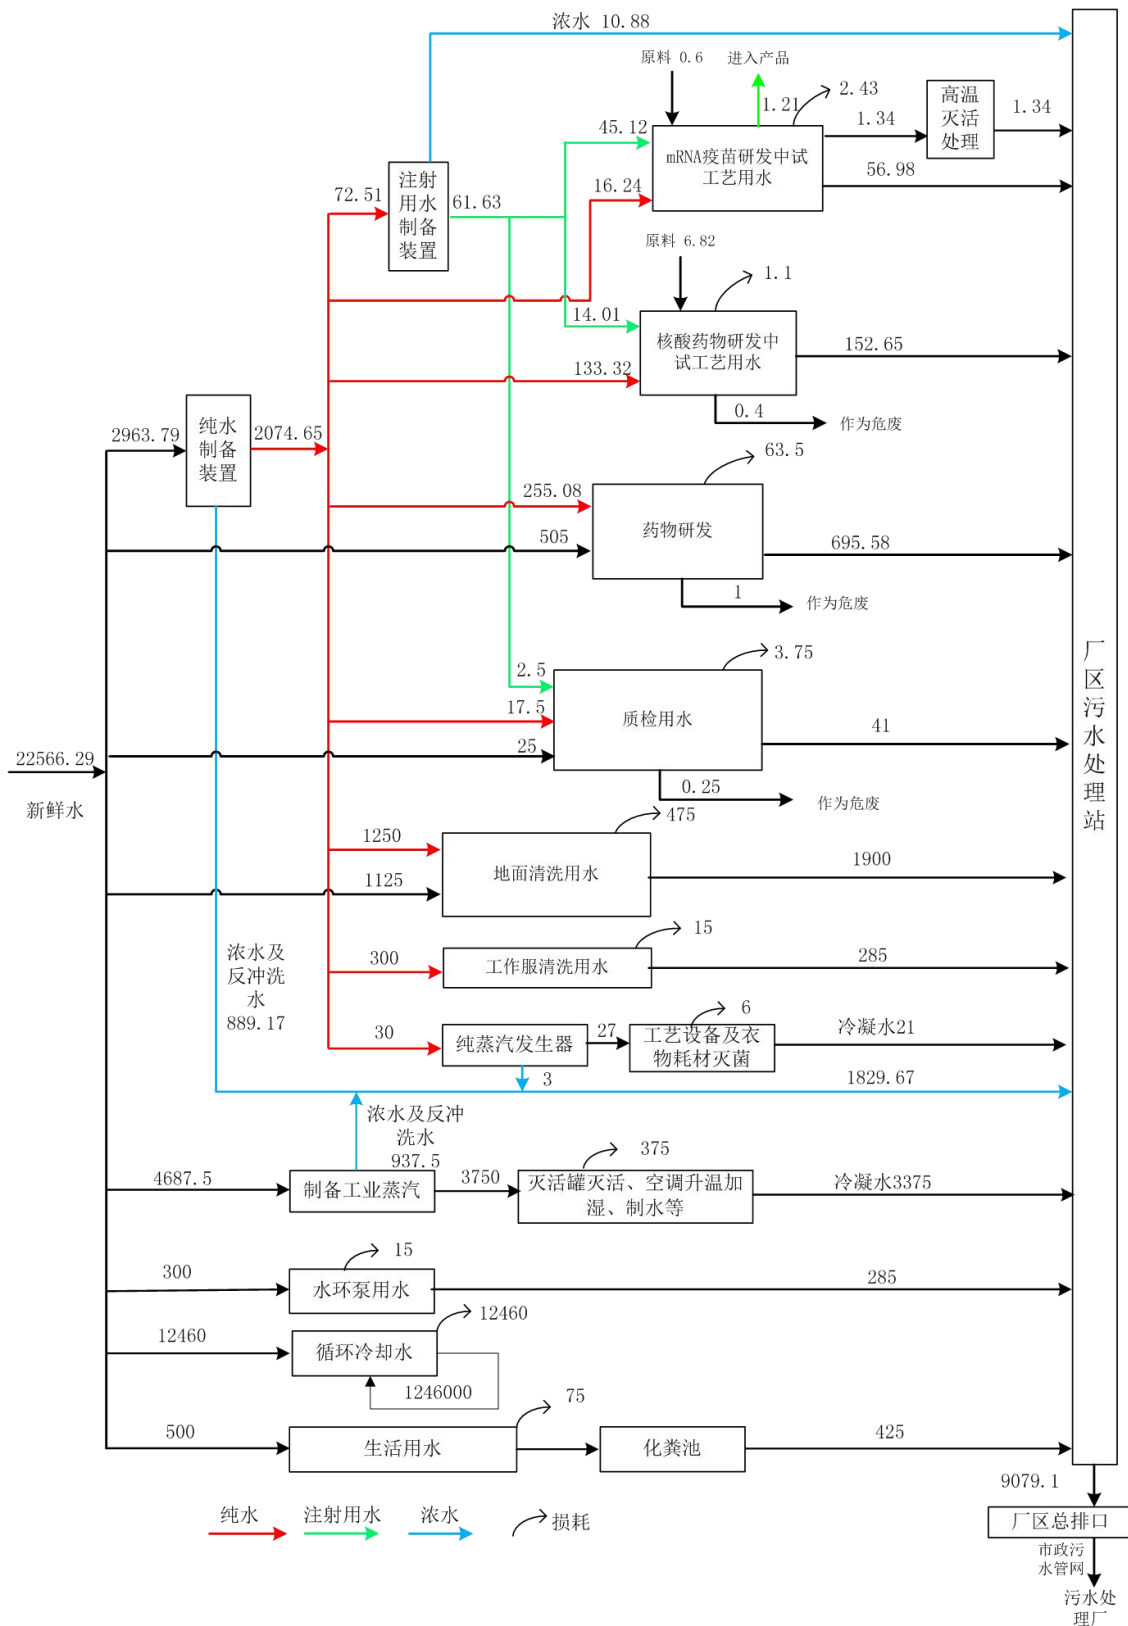 浓水 10.88
原料 0.6
进入产品
1.21
2.43
45.12
mRNA疫苗研发中试
工艺用水
1.34
高温
灭活
处理
1.34
56.98
16.24
72.51
注射
用水
制备
装置
61.63
原料 6.82
1.1
14.01
核酸药物研发中
试工艺用水
152.65
133.32
0.4
作为危废
2963.79
纯水
制备
装置
2074.65
63.5
255.08
药物研发
505
695.58
1
作为危废
3.75
2.5
17.5
质检用水
25
41
0.25
作为危废
22566.29
新鲜水
475
1250
地面清洗用水
1125
1900
15
300
工作服清洗用水
285
浓水及
反冲洗
水
889.17
30
纯蒸汽发生器
27
6
工艺设备及衣
物耗材灭菌
冷凝水21
3
1829.67
浓水及反冲
洗水
937.5
4687.5
制备工业蒸汽
3750
375
灭活罐灭活、空调升温加
湿、制水等
冷凝水3375
300
15
水环泵用水
285
12460
循环冷却水
12460
1246000
500
生活用水
75
化粪池
425
厂区污水处理站
9079.1
厂区总排口
市政污
水管网
污水处
理厂
纯水
注射用水
浓水
损耗